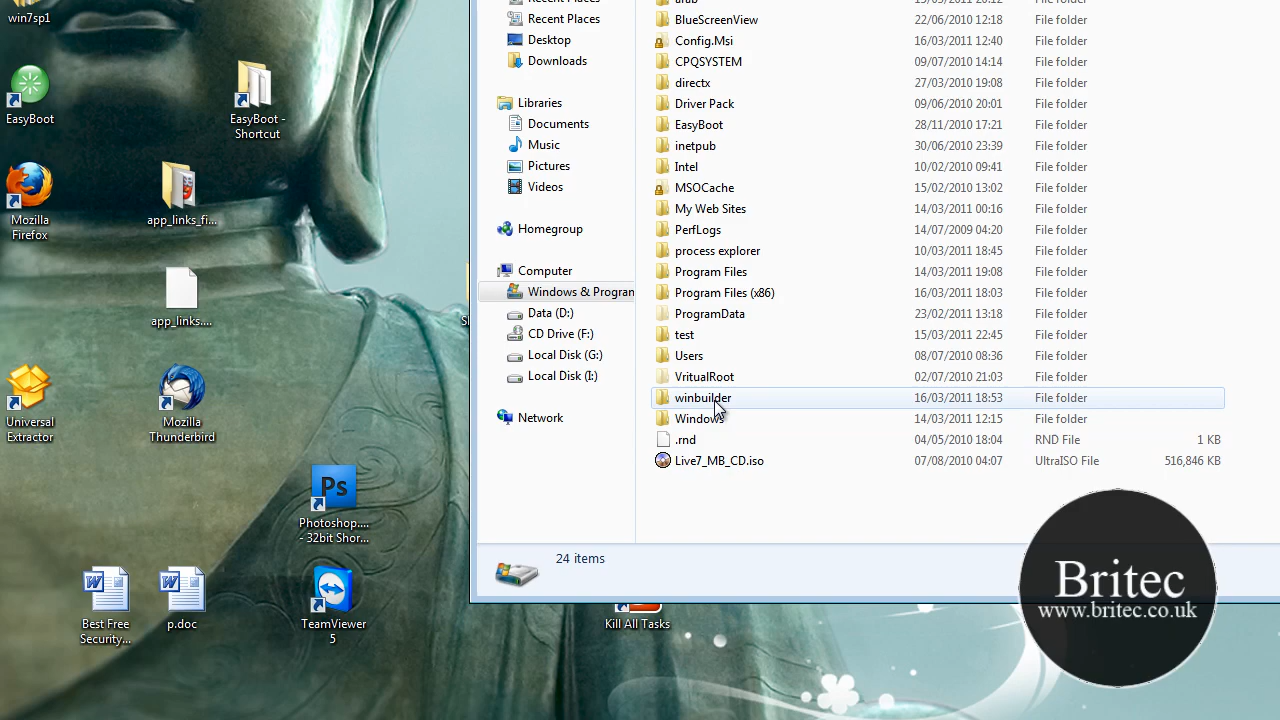 win7sp1
EasyBoot
EasyBoot -
Shortcut
Mozilla
Firefox
app_links_fi...
app_links....
Universal
Extractor
Mozilla
Thunderbird
Photoshop....
- 32bit Shor...
Best Free
Security...
p.doc
TeamViewer
5
Kill All Tasks
Recent Places
Desktop
Downloads
Libraries
Documents
Music
Pictures
Videos
Homegroup
Computer
Windows & Program
Data (D:)
CD Drive (F:)
Local Disk (G:)
Local Disk (I:)
Network
BlueScreenView 22/06/2010 12:18 File folder
Config.Msi 16/03/2011 12:40 File folder
CPQSYSTEM 09/07/2010 14:14 File folder
directx 27/03/2010 19:08 File folder
Driver Pack 09/06/2010 20:01 File folder
EasyBoot 28/11/2010 17:21 File folder
inetpub 30/06/2010 23:39 File folder
Intel 10/02/2010 09:41 File folder
MSOCache 15/02/2010 13:02 File folder
My Web Sites 14/03/2011 00:16 File folder
PerfLogs 14/07/2009 04:20 File folder
process explorer 10/03/2011 18:45 File folder
Program Files 14/03/2011 19:08 File folder
Program Files (x86) 16/03/2011 18:03 File folder
ProgramData 23/02/2011 13:18 File folder
test 15/03/2011 22:45 File folder
Users 08/07/2010 08:36 File folder
VritualRoot 02/07/2010 21:03 File folder
winbuilder 16/03/2011 18:53 File folder
Windows 14/03/2011 12:15 File folder
.rnd 04/05/2010 18:04 RND File 1 KB
Live7_MB_CD.iso 07/08/2010 04:07 UltraISO File 516,846 KB
24 items
Ps
Britec
www.britec.co.uk